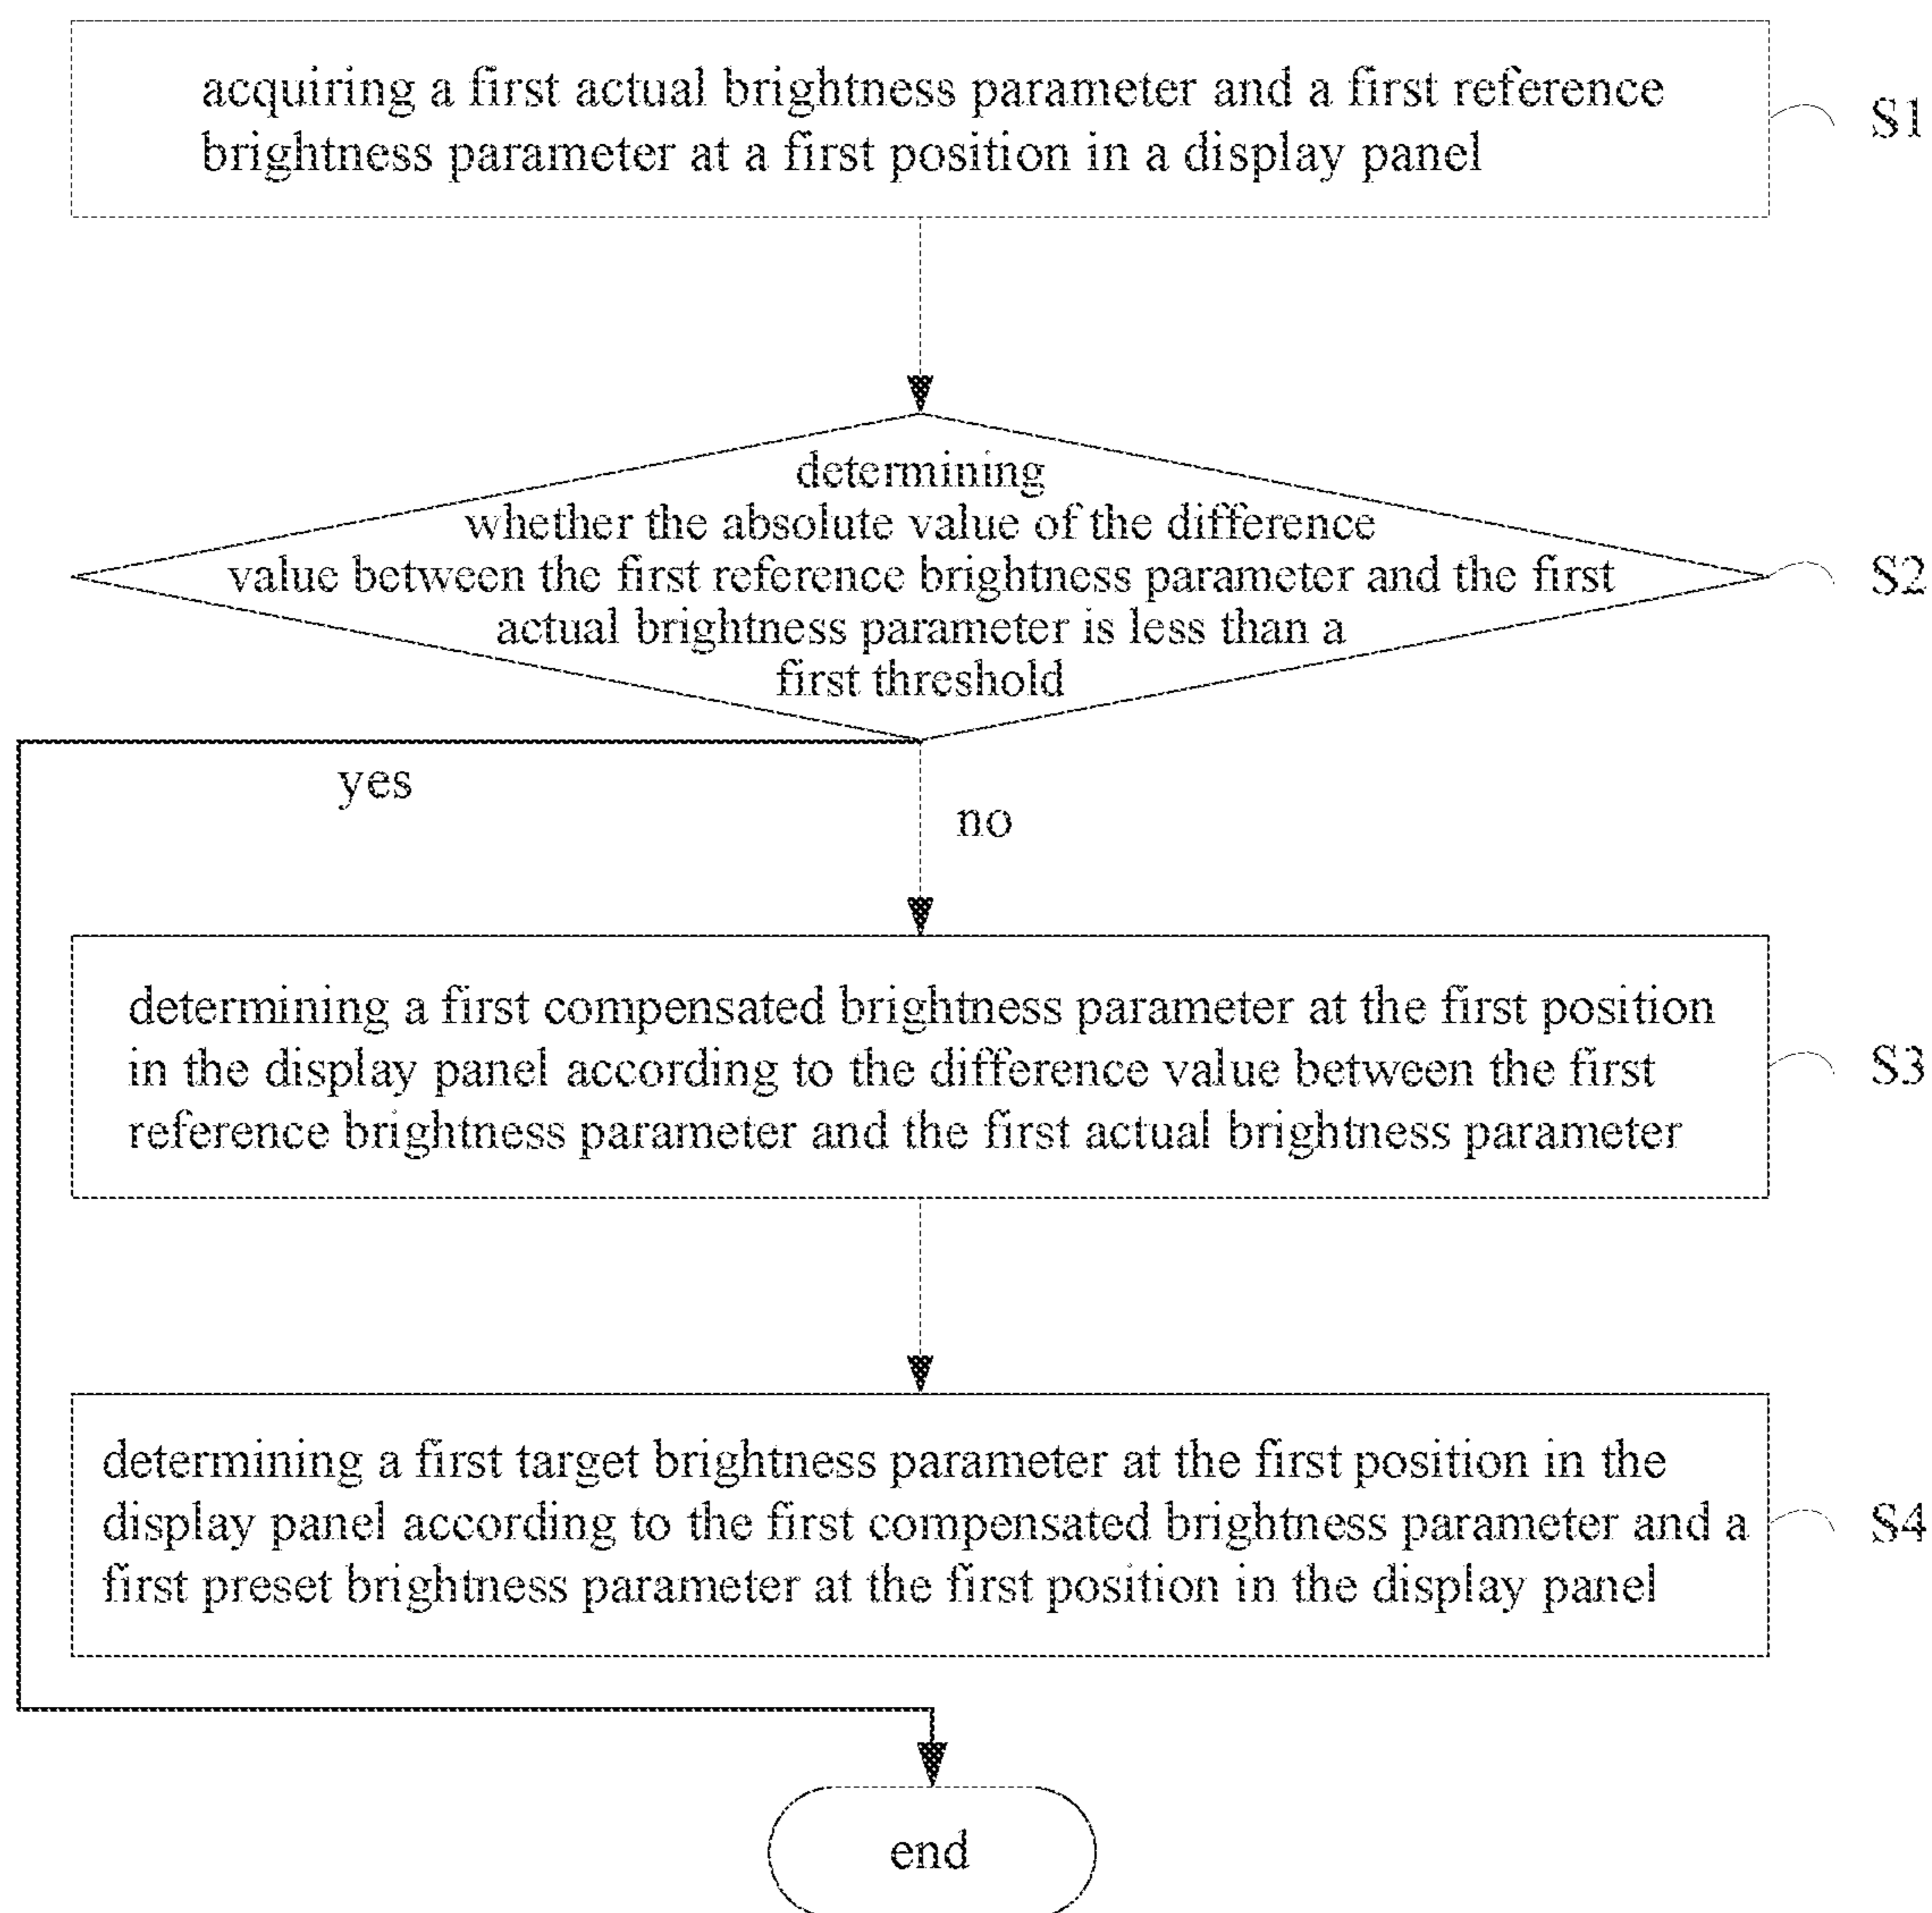 acquiring a first actual brightness parameter and a first reference
brightness parameter at a first position in a display panel
S1
determining
whether the absolute value of the difference
value between the first reference brightness parameter and the first
actual brightness parameter is less than a
first threshold
S2
yes
no
determining a first compensated brightness parameter at the first position
in the display panel according to the difference value between the first
reference brightness parameter and the first actual brightness parameter
S3
determining a first target brightness parameter at the first position in the
display panel according to the first compensated brightness parameter and a
first preset brightness parameter at the first position in the display panel
S4
end